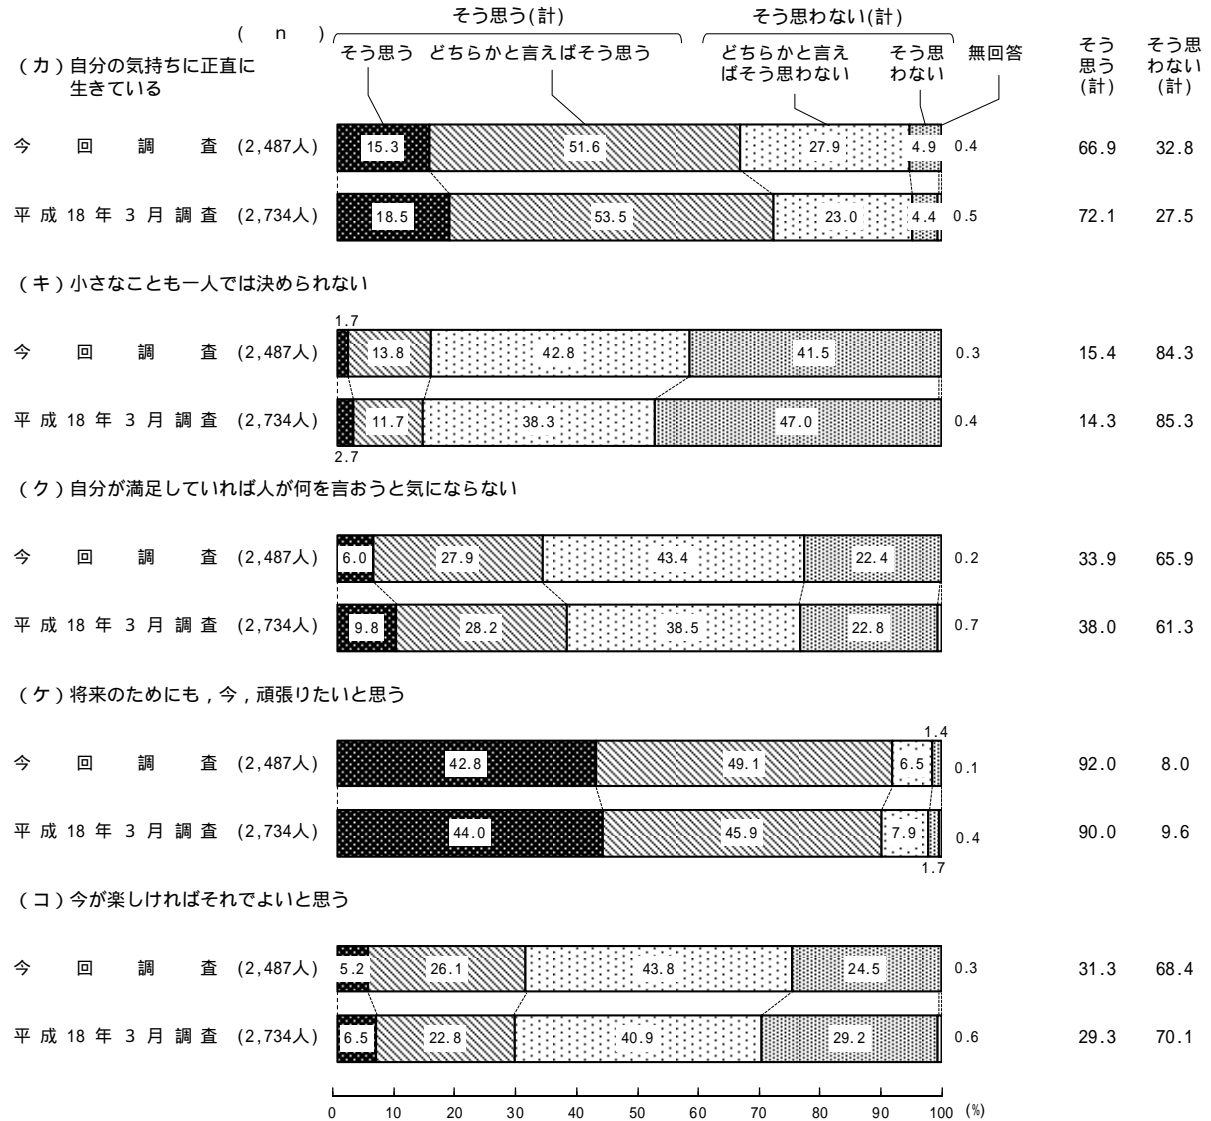 そう思う(計) そう思わない(計)
( n ) そう思う どちらかと言えばそう思う どちらかと言え そう思 無回答 そう そう思
ばそう思わない わない 思う わない
(計) (計)
(カ)自分の気持ちに正直に
生きている
今回調査 (2,487人) 15.3 51.6 27.9 4.9 0.4 66.9 32.8
平成18年3月調査 (2,734人) 18.5 53.5 23.0 4.4 0.5 72.1 27.5
(キ)小さなことも一人では決められない
1.7
今回調査 (2,487人) 13.8 42.8 41.5 0.3 15.4 84.3
平成18年3月調査 (2,734人) 11.7 38.3 47.0 0.4 14.3 85.3
2.7
(ク)自分が満足していれば人が何を言おうと気にならない
今回調査 (2,487人) 6.0 27.9 43.4 22.4 0.2 33.9 65.9
平成18年3月調査 (2,734人) 9.8 28.2 38.5 22.8 0.7 38.0 61.3
(ケ)将来のためにも,今,頑張りたいと思う
1.4
今回調査 (2,487人) 42.8 49.1 6.5 0.1 92.0 8.0
平成18年3月調査 (2,734人) 44.0 45.9 7.9 0.4 90.0 9.6
1.7
(コ)今が楽しければそれでよいと思う
今回調査 (2,487人) 5.2 26.1 43.8 24.5 0.3 31.3 68.4
平成18年3月調査 (2,734人) 6.5 22.8 40.9 29.2 0.6 29.3 70.1
0 10 20 30 40 50 60 70 80 90 100 (%)